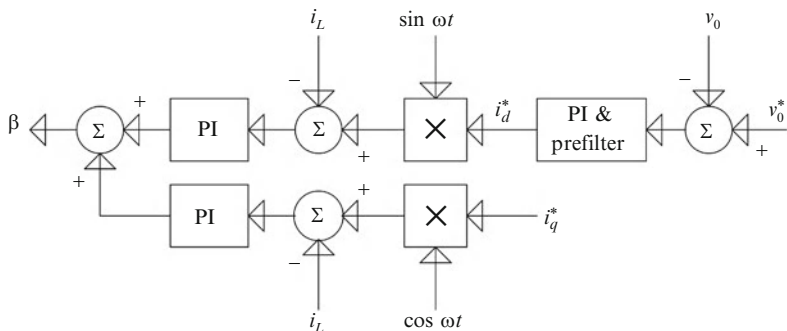 i_L
sin ωt
v_0
−
−
β
Σ
+
PI
Σ
+
×
i_d^*
PI &
prefilter
Σ
+
v_0^*
+
PI
Σ
+
×
i_q^*
−
i_L
cos ωt